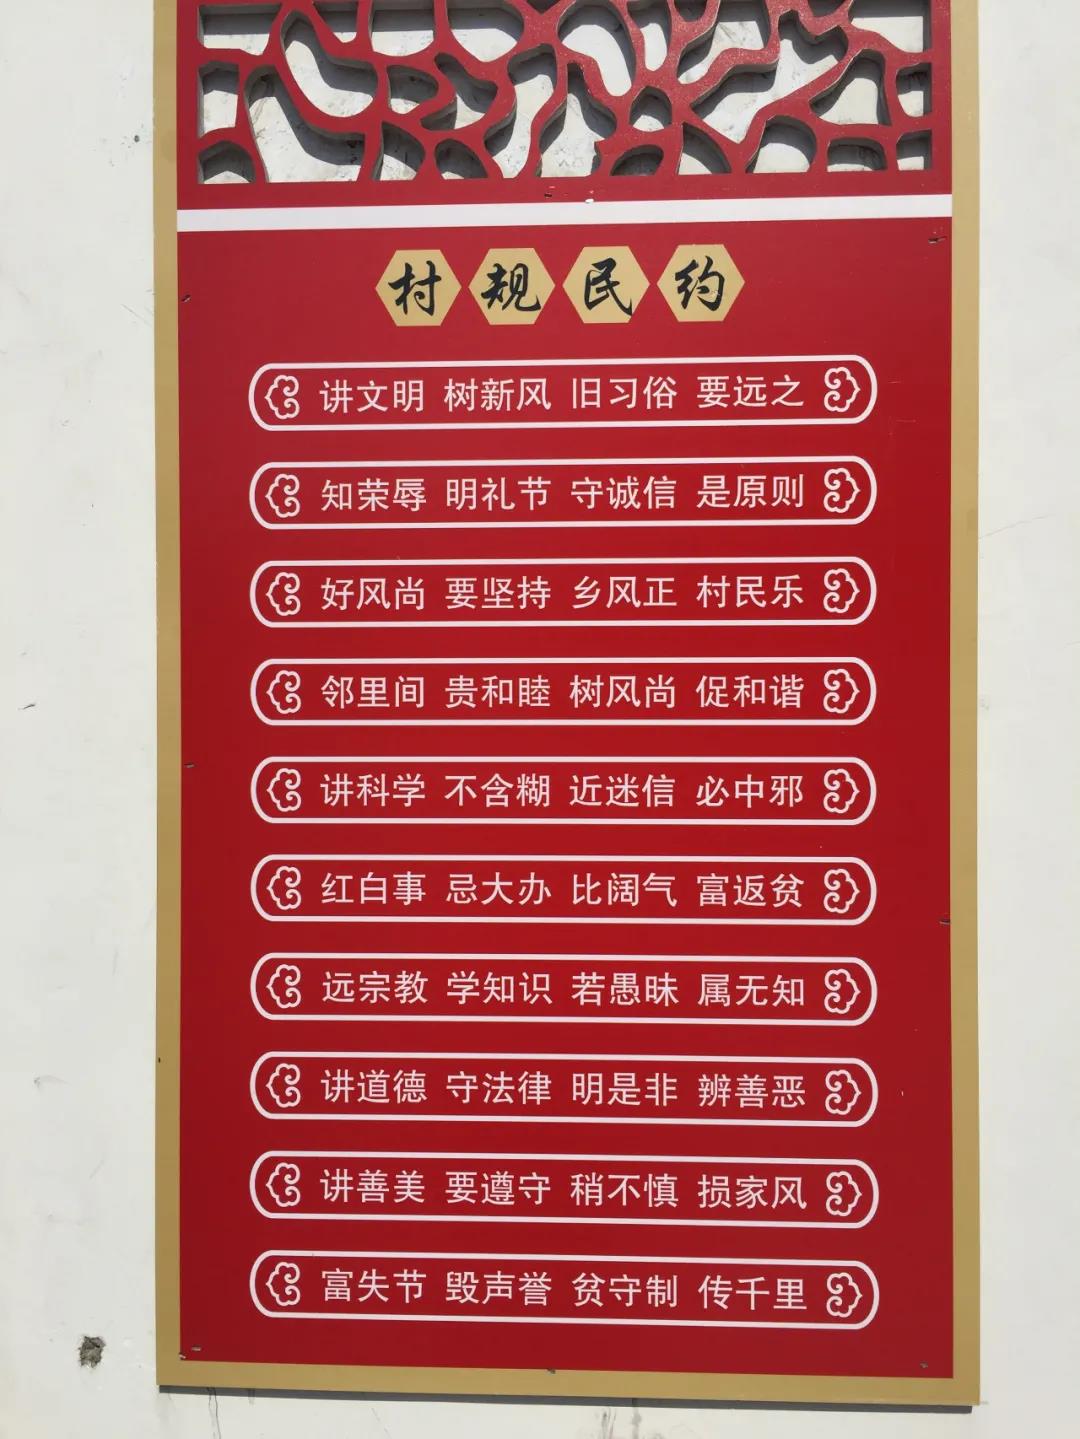 村规民约
讲文明 树新风 旧习俗 要远之
知荣辱 明礼节 守诚信 是原则
好风尚 要坚持 乡风正 村民乐
邻里间 贵和睦 树风尚 促和谐
讲科学 不含糊 近迷信 必中邪
红白事 忌大办 比阔气 富返贫
远宗教 学知识 若愚昧 属无知
讲道德 守法律 明是非 辨善恶
讲善美 要遵守 稍不慎 损家风
富失节 毁声誉 贫守制 传千里